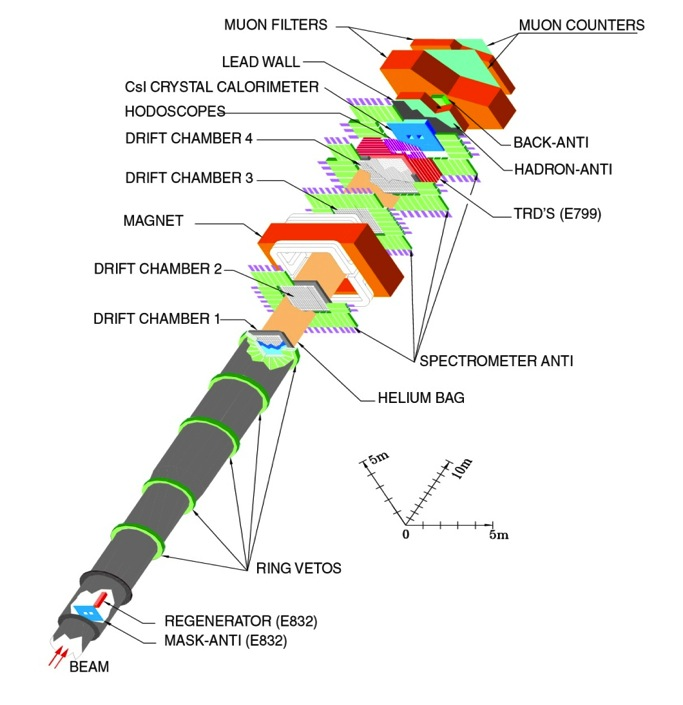 MUON FILTERS
MUON COUNTERS
LEAD WALL
CsI CRYSTAL CALORIMETER
HODOSCOPES
DRIFT CHAMBER 4
BACK-ANTI
HADRON-ANTI
DRIFT CHAMBER 3
TRD'S (E799)
MAGNET
DRIFT CHAMBER 2
DRIFT CHAMBER 1
SPECTROMETER ANTI
HELIUM BAG
5m
10m
0
5m
RING VETOS
REGENERATOR (E832)
MASK-ANTI (E832)
BEAM